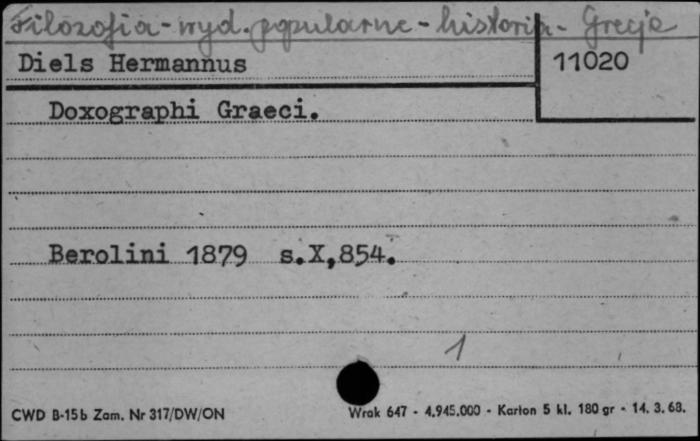 Filozofia - wyd. popularne - historia - Grecja
Diels Hermannus
11020
Doxographi Graeci.
Berolini 1879 s.X,854.
1
CWD B-15b Zam. Nr 317/DW/ON
Wrak 647 - 4.945.000 - Karton 5 kl. 180 gr - 14. 3. 68.